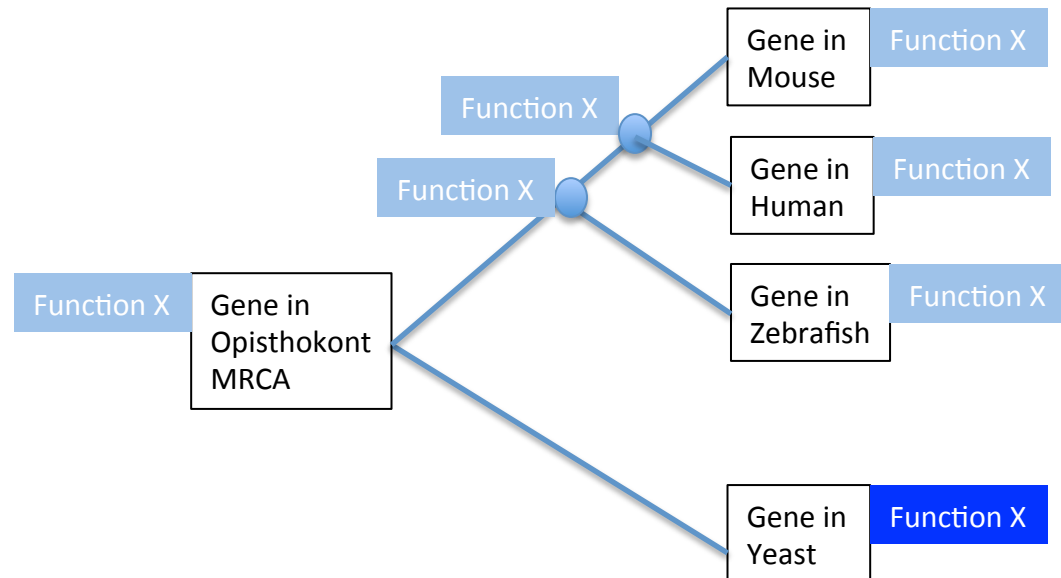 Gene in
Mouse
Function X
Function X
Gene in
Human
Function X
Function X
Function X
Gene in
Opisthokont
MRCA
Gene in
Zebrafish
Function X
Gene in
Yeast
Function X